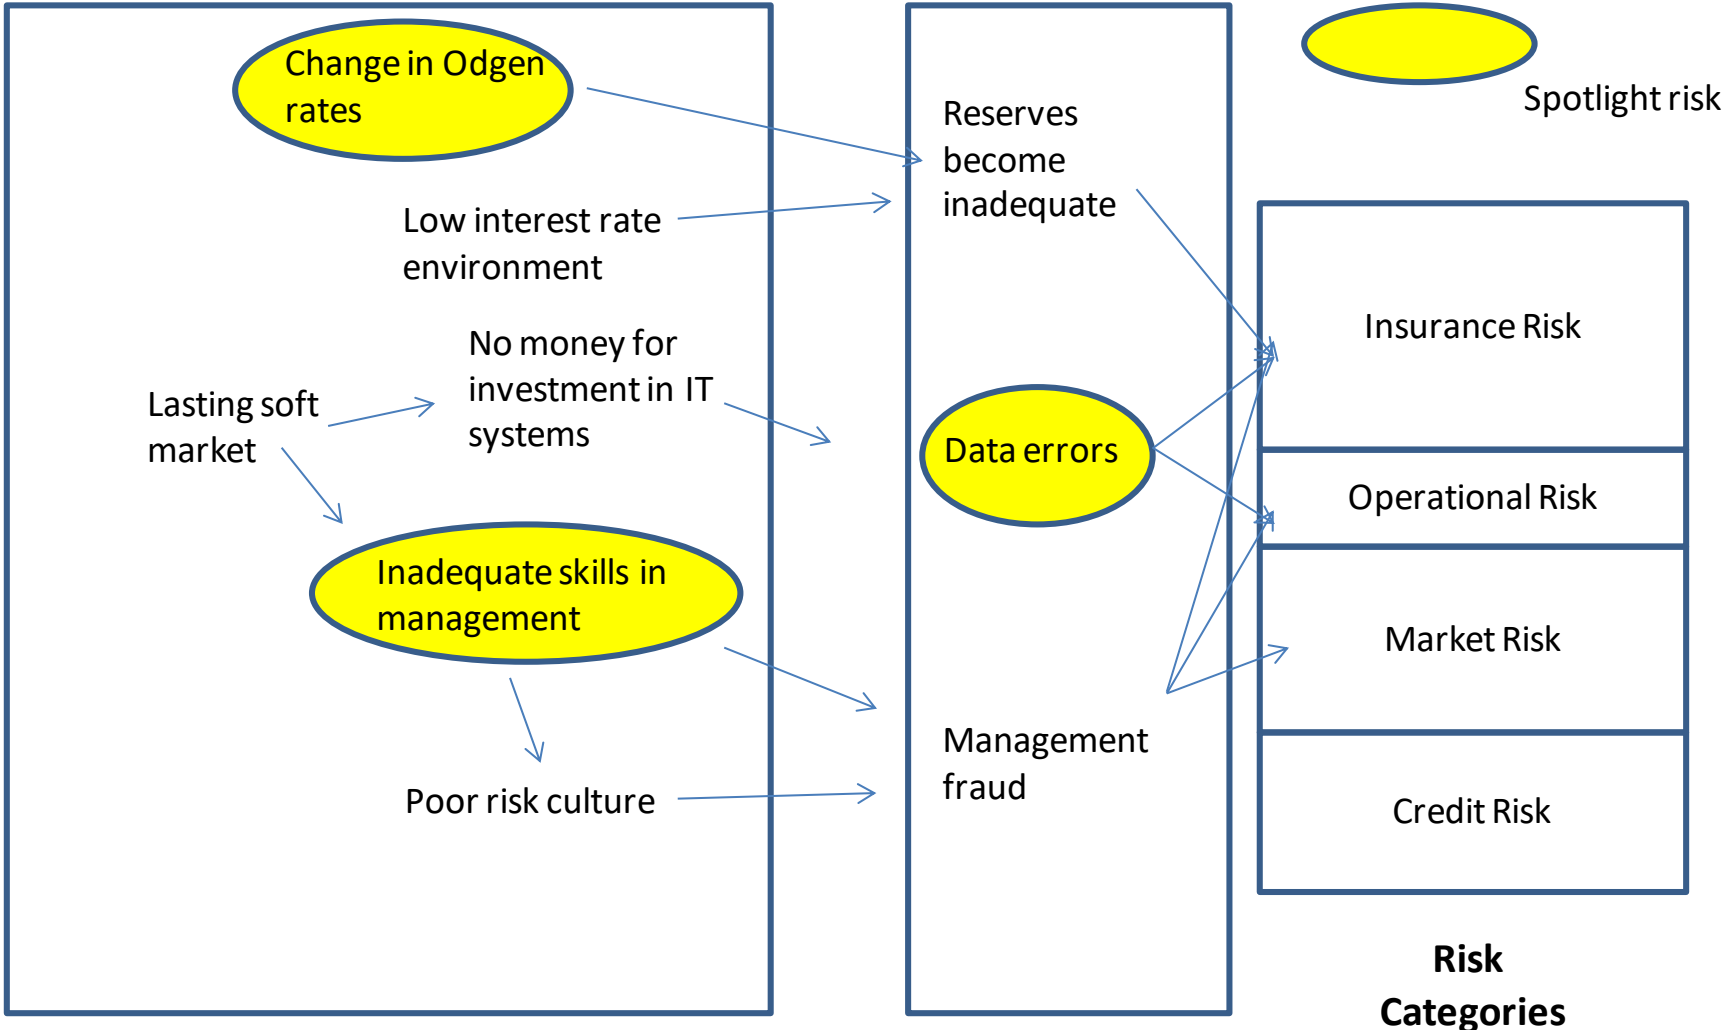 Change in Odgen
rates
Low interest rate
environment
No money for
investment in IT
systems
Lasting soft
market
Inadequate skills in
management
Poor risk culture
Reserves
become
inadequate
Data errors
Management
fraud
Spotlight risk
Insurance Risk
Operational Risk
Market Risk
Credit Risk
Risk
Categories